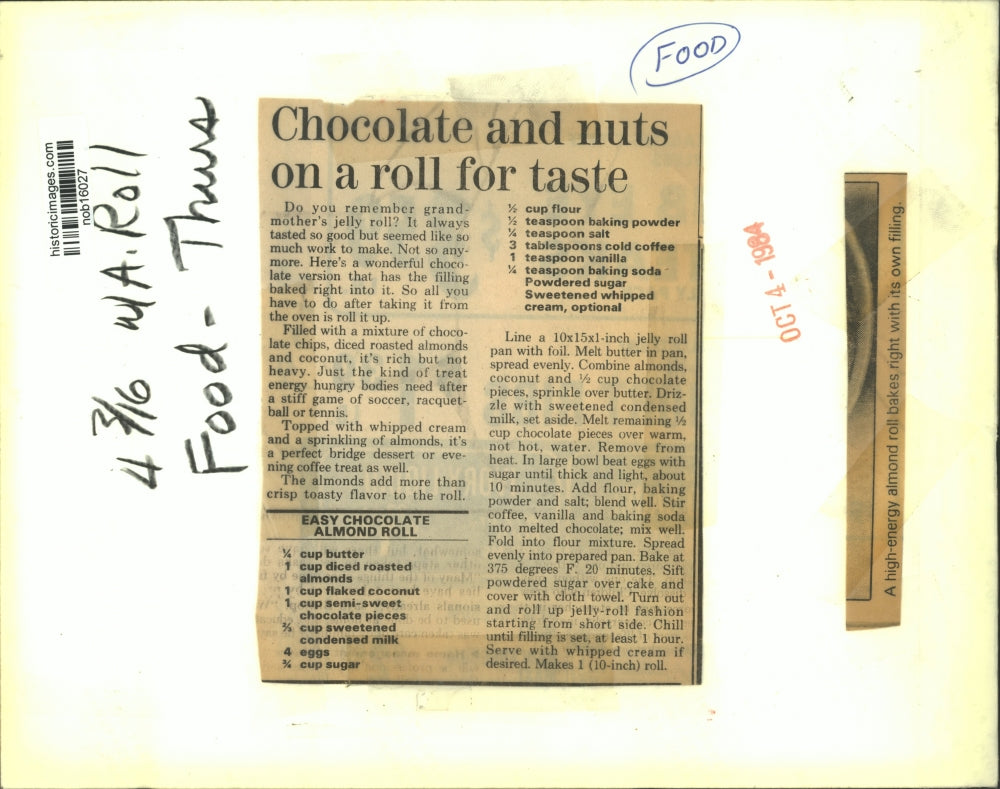 FOOD
historicimages.com
nob16027
4 3/16 w/A. Roll
Food - Thurs
Chocolate and nuts
on a roll for taste
Do you remember grand-
mother's jelly roll? It always
tasted so good but seemed like so
much work to make. Not so any-
more. Here's a wonderful choco-
late version that has the filling
baked right into it. So all you
have to do after taking it from
the oven is roll it up.
Filled with a mixture of choco-
late chips, diced roasted almonds
and coconut, it's rich but not
heavy. Just the kind of treat
energy hungry bodies need after
a stiff game of soccer, racquet-
ball or tennis.
Topped with whipped cream
and a sprinkling of almonds, it's
a perfect bridge dessert or eve-
ning coffee treat as well.
The almonds add more than
crisp toasty flavor to the roll.
EASY CHOCOLATE
ALMOND ROLL
¼ cup butter
1 cup diced roasted
almonds
1 cup flaked coconut
1 cup semi-sweet
chocolate pieces
⅔ cup sweetened
condensed milk
4 eggs
¾ cup sugar
½ cup flour
½ teaspoon baking powder
¼ teaspoon salt
3 tablespoons cold coffee
1 teaspoon vanilla
¼ teaspoon baking soda
Powdered sugar
Sweetened whipped
cream, optional
Line a 10x15x1-inch jelly roll
pan with foil. Melt butter in pan,
spread evenly. Combine almonds,
coconut and ½ cup chocolate
pieces, sprinkle over butter. Driz-
zle with sweetened condensed
milk, set aside. Melt remaining ½
cup chocolate pieces over warm,
not hot, water. Remove from
heat. In large bowl beat eggs with
sugar until thick and light, about
10 minutes. Add flour, baking
powder and salt; blend well. Stir
coffee, vanilla and baking soda
into melted chocolate; mix well.
Fold into flour mixture. Spread
evenly into prepared pan. Bake at
375 degrees F. 20 minutes. Sift
powdered sugar over cake and
cover with cloth towel. Turn out
and roll up jelly-roll fashion
starting from short side. Chill
until filling is set, at least 1 hour.
Serve with whipped cream if
desired. Makes 1 (10-inch) roll.
OCT 4 - 1984
A high-energy almond roll bakes right with its own filling.